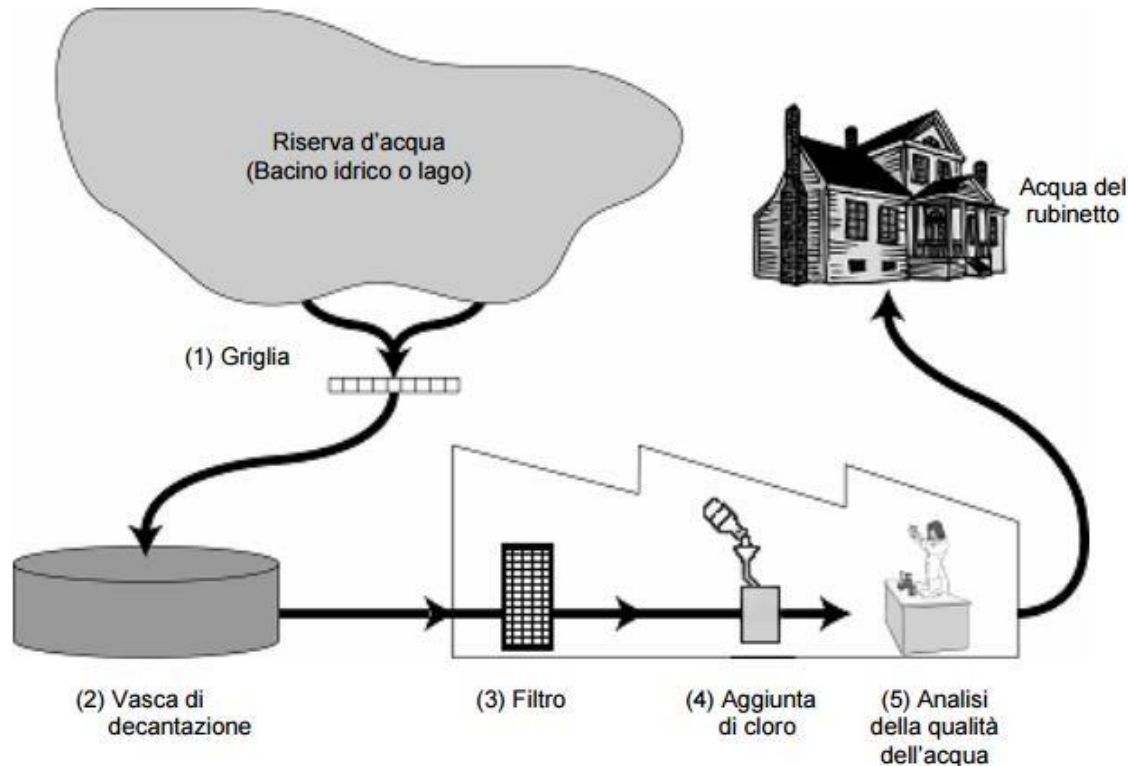 Riserva d'acqua
(Bacino idrico o lago)
Acqua del
rubinetto
(1) Griglia
(2) Vasca di
decantazione
(3) Filtro
(4) Aggiunta
di cloro
(5) Analisi
della qualità
dell'acqua